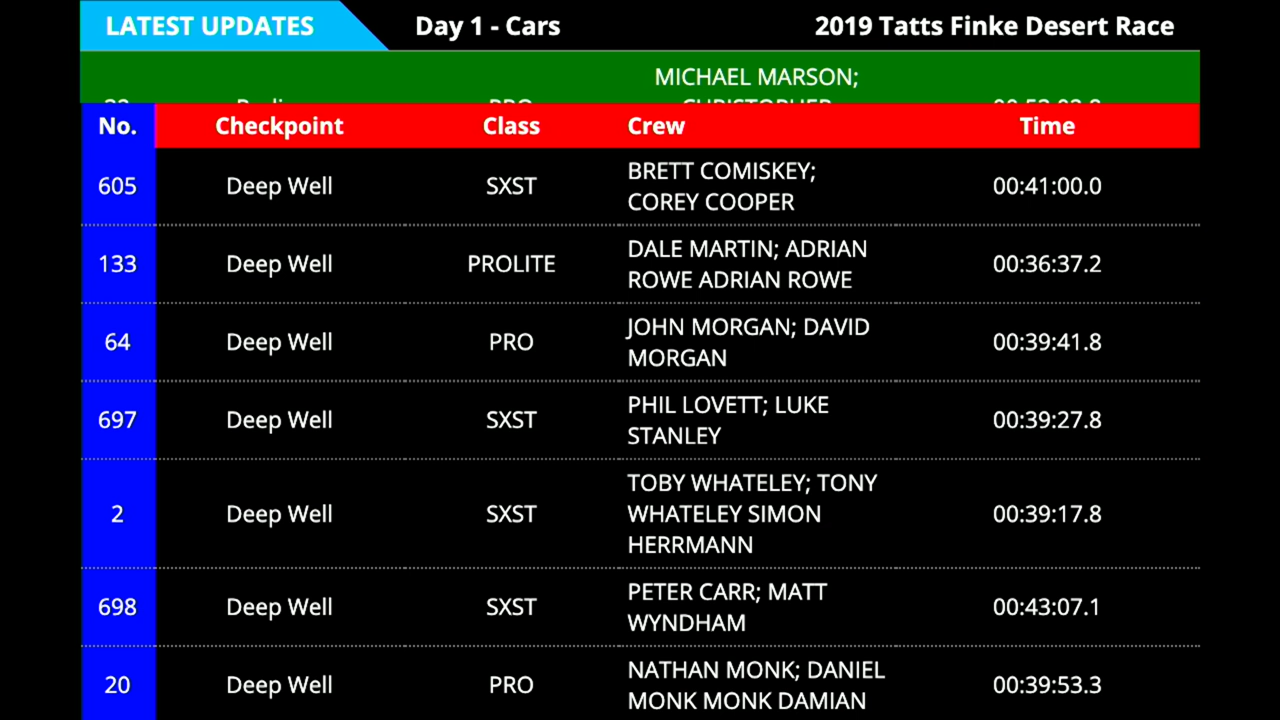 LATEST UPDATES Day 1 - Cars 2019 Tatts Finke Desert Race
MICHAEL MARSON;
CHRISTOPHER
No. Checkpoint Class Crew Time
605 Deep Well SXST BRETT COMISKEY; 00:41:00.0
COREY COOPER
133 Deep Well PROLITE DALE MARTIN; ADRIAN 00:36:37.2
ROWE ADRIAN ROWE
64 Deep Well PRO JOHN MORGAN; DAVID 00:39:41.8
MORGAN
697 Deep Well SXST PHIL LOVETT; LUKE 00:39:27.8
STANLEY
2 Deep Well SXST TOBY WHATELEY; TONY 00:39:17.8
WHATELEY SIMON
HERRMANN
698 Deep Well SXST PETER CARR; MATT 00:43:07.1
WYNDHAM
20 Deep Well PRO NATHAN MONK; DANIEL 00:39:53.3
MONK MONK DAMIAN